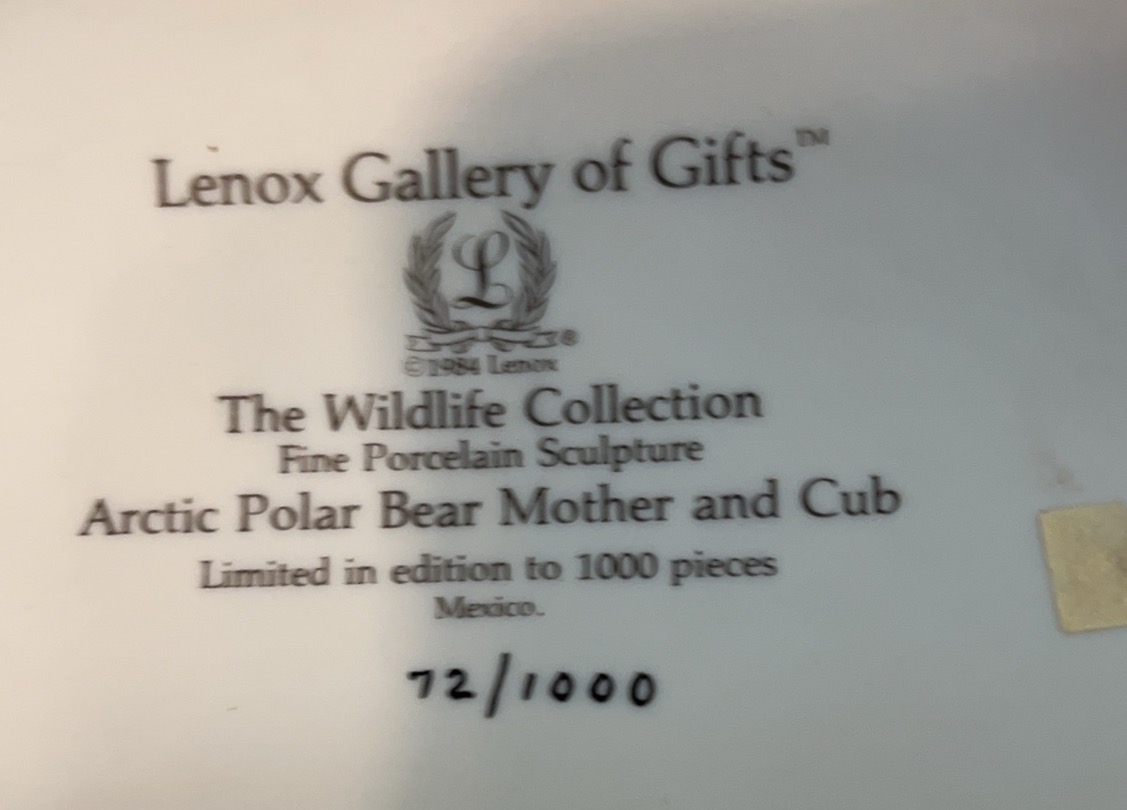 Lenox Gallery of Gifts™
L
®
©1984 Lenox
The Wildlife Collection
Fine Porcelain Sculpture
Arctic Polar Bear Mother and Cub
Limited in edition to 1000 pieces
Mexico.
72/1000